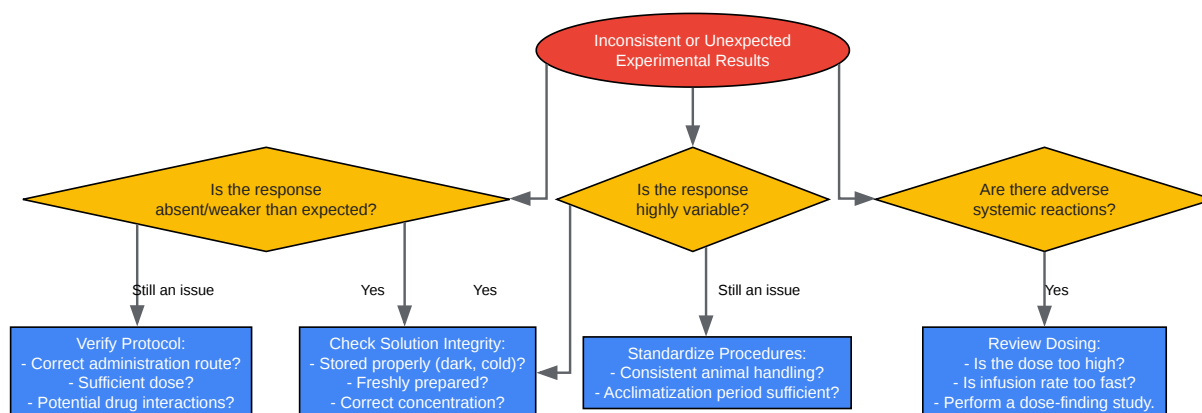 Inconsistent or Unexpected
Experimental Results
Is the response
absent/weaker than expected?
Is the response
highly variable?
Are there adverse
systemic reactions?
Still an issue
Yes
Yes
Still an issue
Yes
Verify Protocol:
- Correct administration route?
- Sufficient dose?
- Potential drug interactions?
Check Solution Integrity:
- Stored properly (dark, cold)?
- Freshly prepared?
- Correct concentration?
Standardize Procedures:
- Consistent animal handling?
- Acclimatization period sufficient?
Review Dosing:
- Is the dose too high?
- Is infusion rate too fast?
- Perform a dose-finding study.